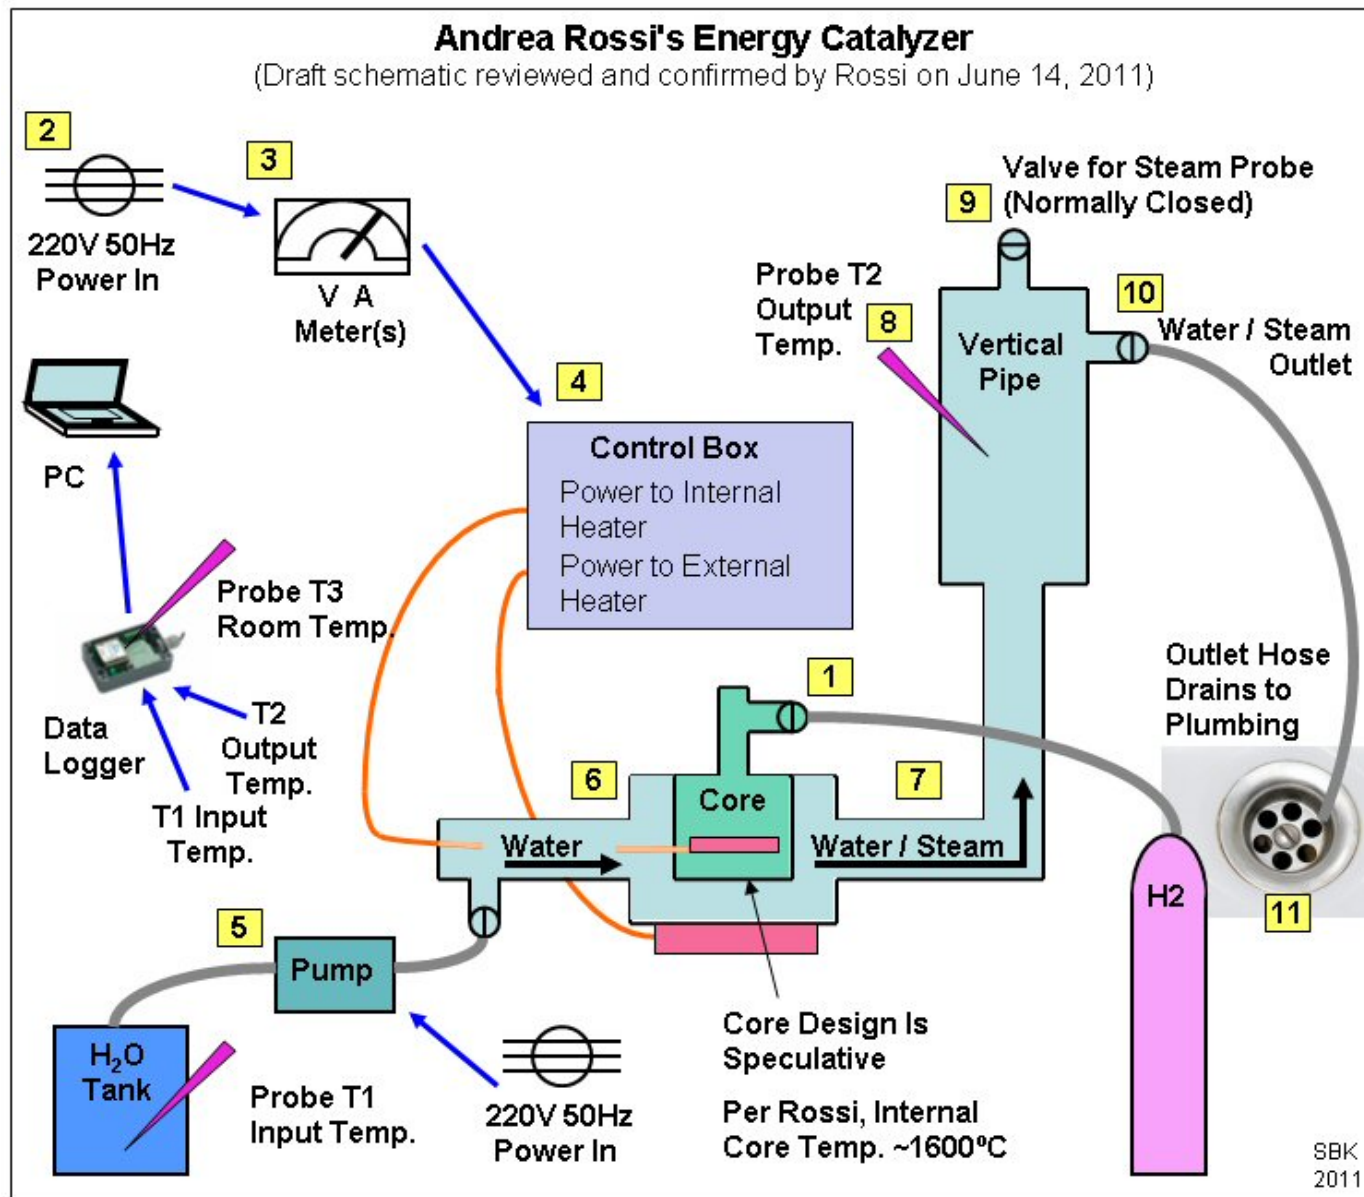 Andrea Rossi's Energy Catalyzer
(Draft schematic reviewed and confirmed by Rossi on June 14, 2011)
2
220V 50Hz
Power In
3
V A
Meter(s)
9
Valve for Steam Probe
(Normally Closed)
Probe T2
Output
Temp.
8
Vertical
Pipe
10
Water / Steam
Outlet
4
Control Box
Power to Internal
Heater
Power to External
Heater
PC
Probe T3
Room Temp.
Data
Logger
T2
Output
Temp.
T1 Input
Temp.
1
Outlet Hose
Drains to
Plumbing
6
Core
7
Water
Water / Steam
H2
11
5
Pump
H₂O
Tank
Probe T1
Input Temp.
220V 50Hz
Power In
Core Design Is
Speculative
Per Rossi, Internal
Core Temp. ~1600ºC
SBK
2011